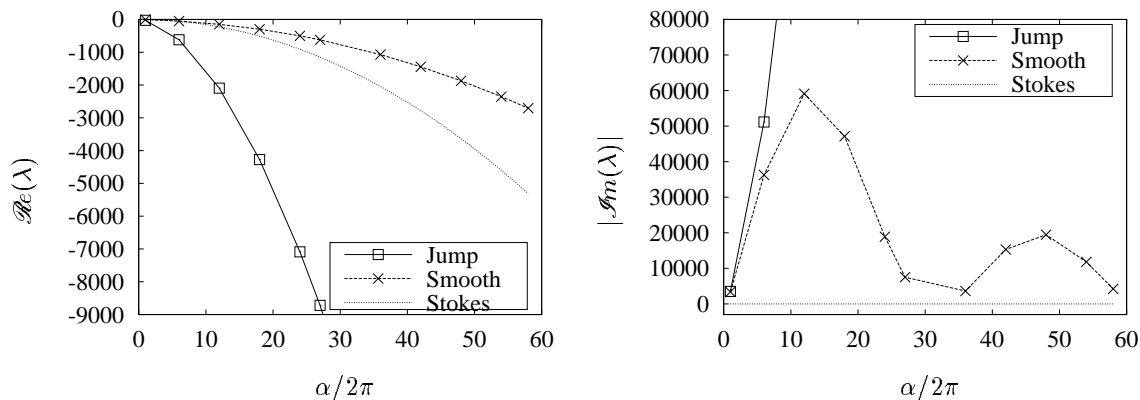 0
-1000
-2000
-3000
-4000
-5000
-6000
-7000
-8000
-9000
ℛe(λ)
Jump
Smooth
Stokes
0 10 20 30 40 50 60
α/2π
80000
70000
60000
50000
40000
30000
20000
10000
0
|ℐm(λ)|
Jump
Smooth
Stokes
0 10 20 30 40 50 60
α/2π